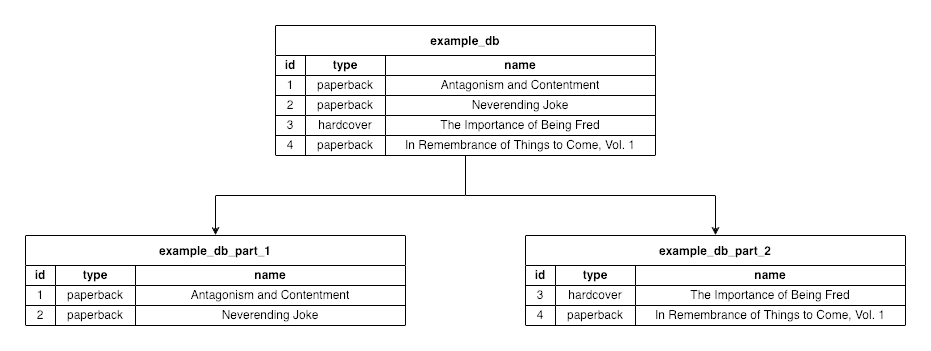 example_db
id type name
1 paperback Antagonism and Contentment
2 paperback Neverending Joke
3 hardcover The Importance of Being Fred
4 paperback In Remembrance of Things to Come, Vol. 1
example_db_part_1
id type name
1 paperback Antagonism and Contentment
2 paperback Neverending Joke
example_db_part_2
id type name
3 hardcover The Importance of Being Fred
4 paperback In Remembrance of Things to Come, Vol. 1